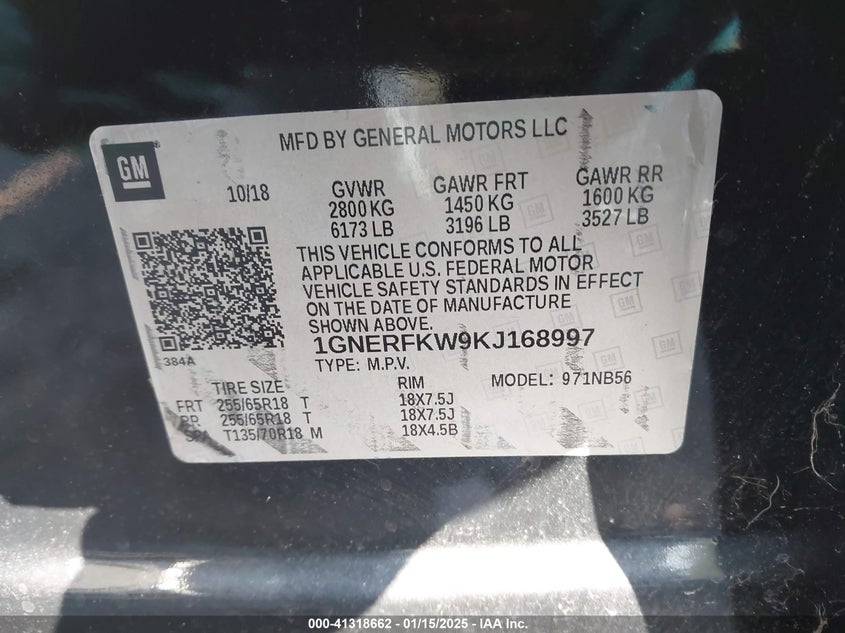 GM
MFD BY GENERAL MOTORS LLC
10/18
GVWR
2800 KG
6173 LB
GAWR FRT
1450 KG
3196 LB
GAWR RR
1600 KG
3527 LB
THIS VEHICLE CONFORMS TO ALL
APPLICABLE U.S. FEDERAL MOTOR
VEHICLE SAFETY STANDARDS IN EFFECT
ON THE DATE OF MANUFACTURE
SHOWN ABOVE.
384A
1GNERFKW9KJ168997
TYPE: M.P.V.
MODEL: 971NB56
TIRE SIZE RIM
FRT 255/65R18 T 18X7.5J
RR 255/65R18 T 18X7.5J
SPA T135/70R18 M 18X4.5B
000-41318662 - 01/15/2025 - IAA Inc.